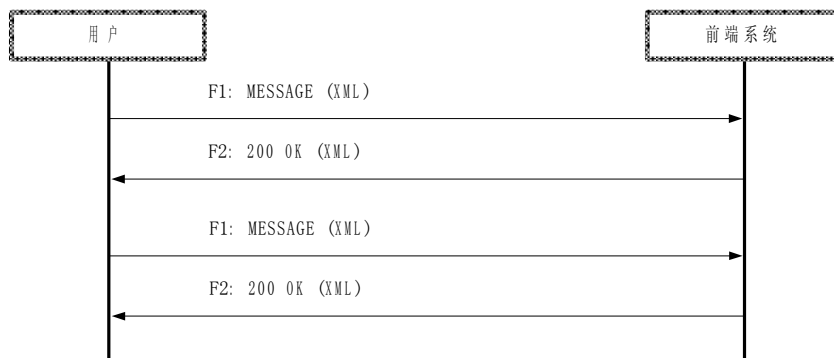 用户
前端系统
F1: MESSAGE (XML)
F2: 200 OK (XML)
F1: MESSAGE (XML)
F2: 200 OK (XML)